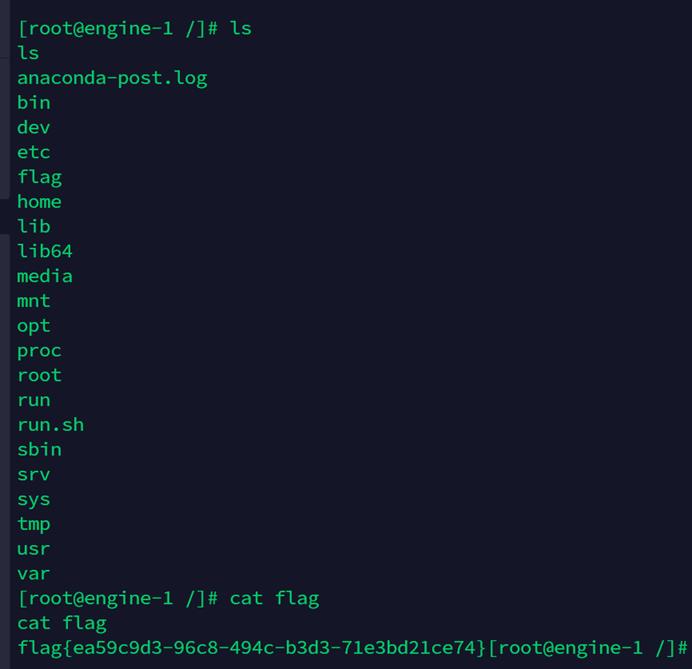 [root@engine-1 /]# ls
ls
anaconda-post.log
bin
dev
etc
flag
home
lib
lib64
media
mnt
opt
proc
root
run
run.sh
sbin
srv
sys
tmp
usr
var
[root@engine-1 /]# cat flag
cat flag
flag{ea59c9d3-96c8-494c-b3d3-71e3bd21ce74}[root@engine-1 /]#